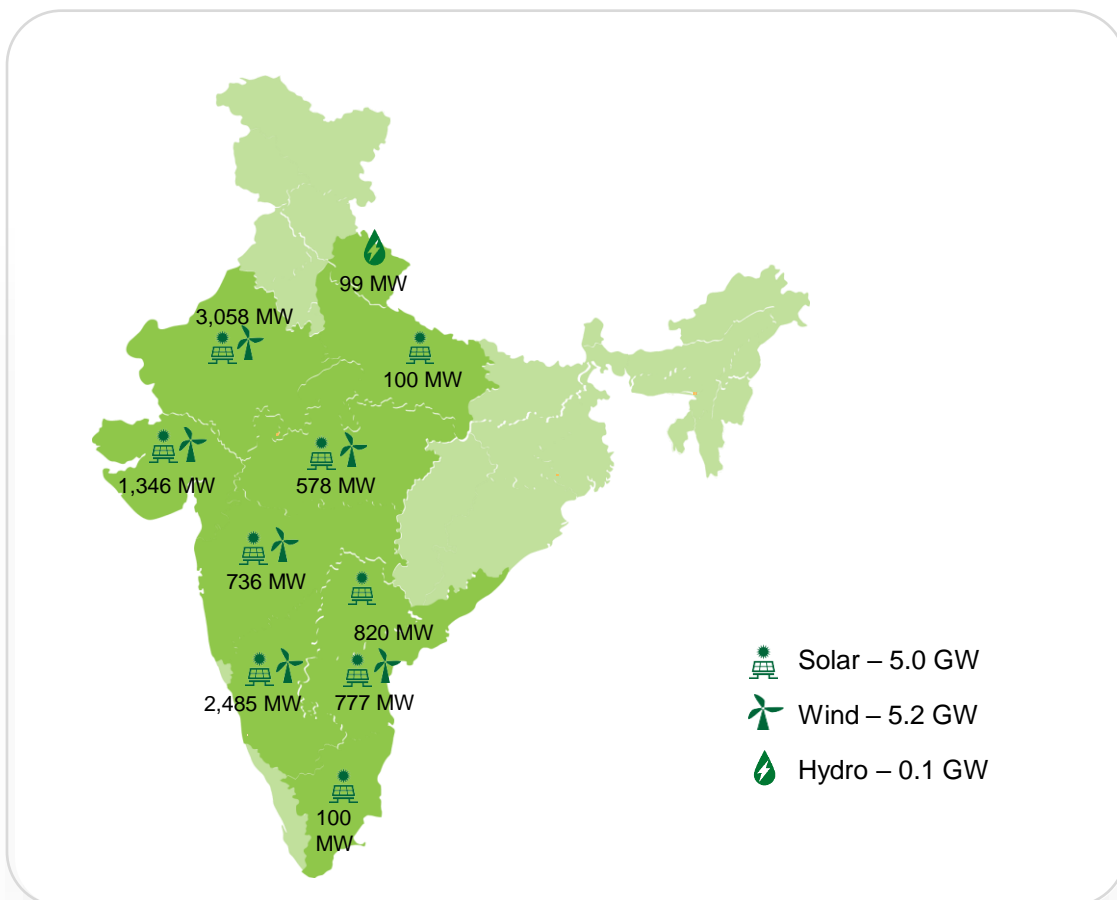 99 MW
3,058 MW
100 MW
1,346 MW
578 MW
736 MW
820 MW
2,485 MW
777 MW
100
MW
Solar – 5.0 GW
Wind – 5.2 GW
Hydro – 0.1 GW